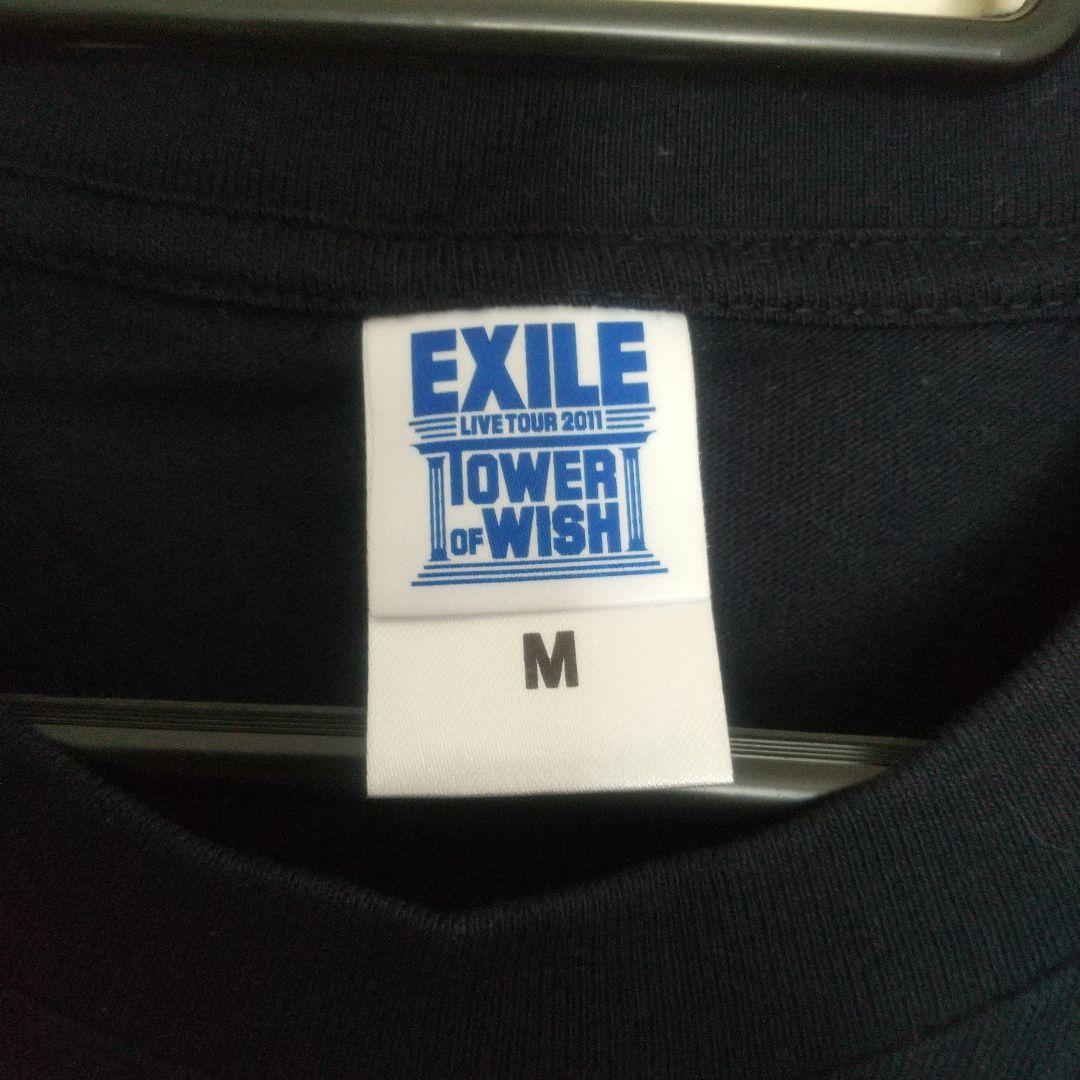 EXILE
LIVE TOUR 2011
TOWER
OF WISH
M